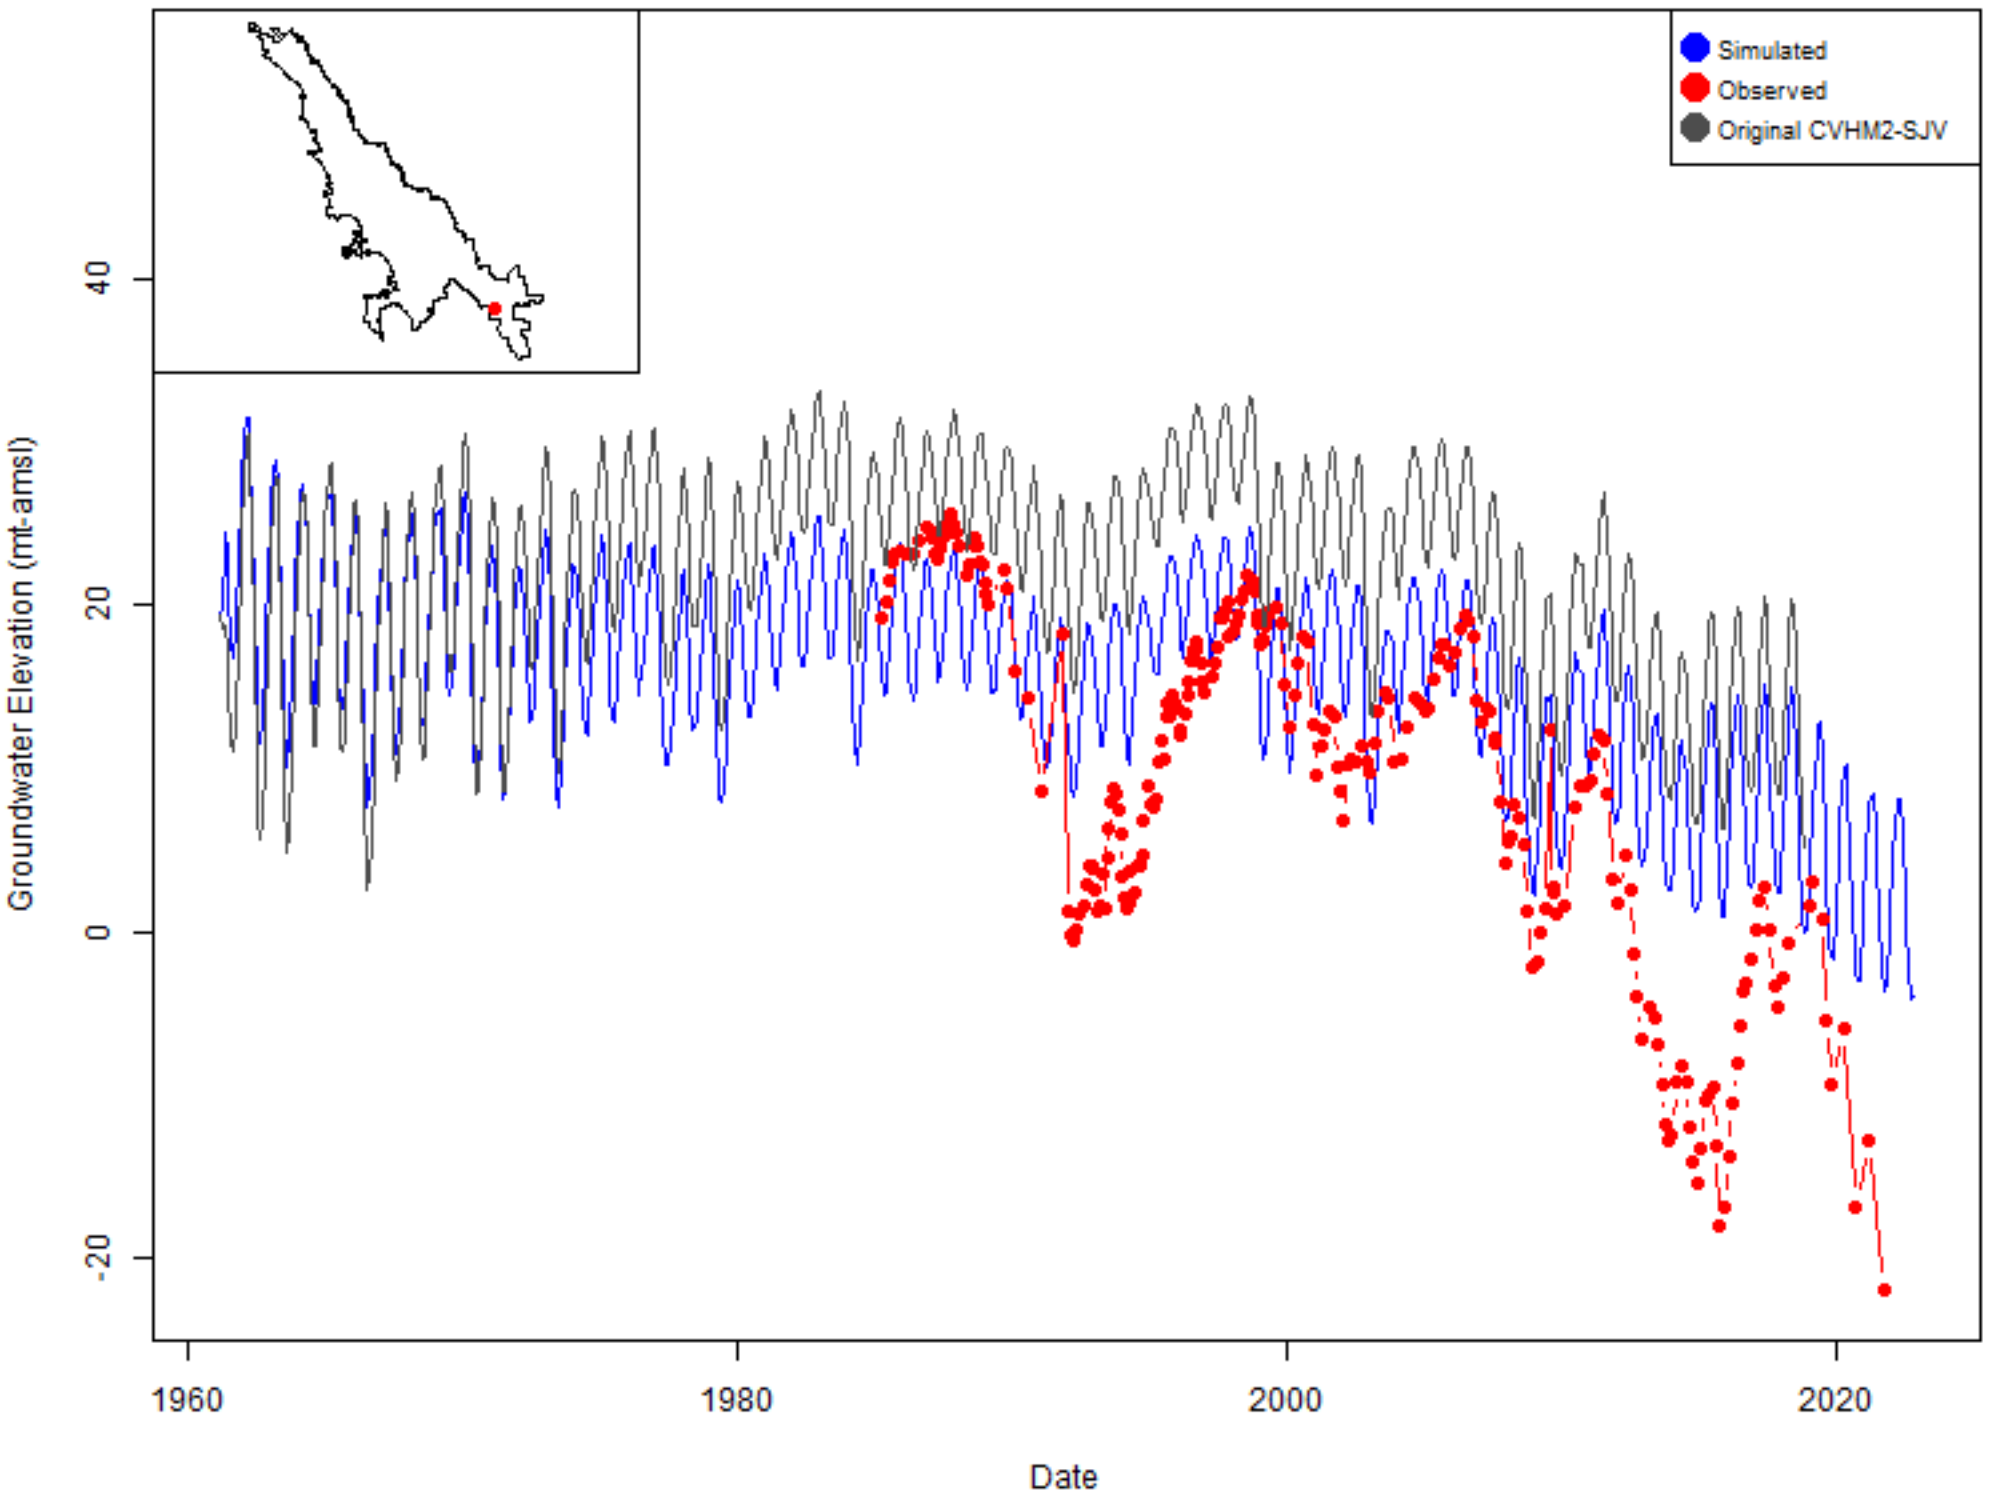 Simulated
Observed
Original CVHM2-SJV
Groundwater Elevation (mt-amsl)
40
20
0
-20
1960 1980 2000 2020
Date